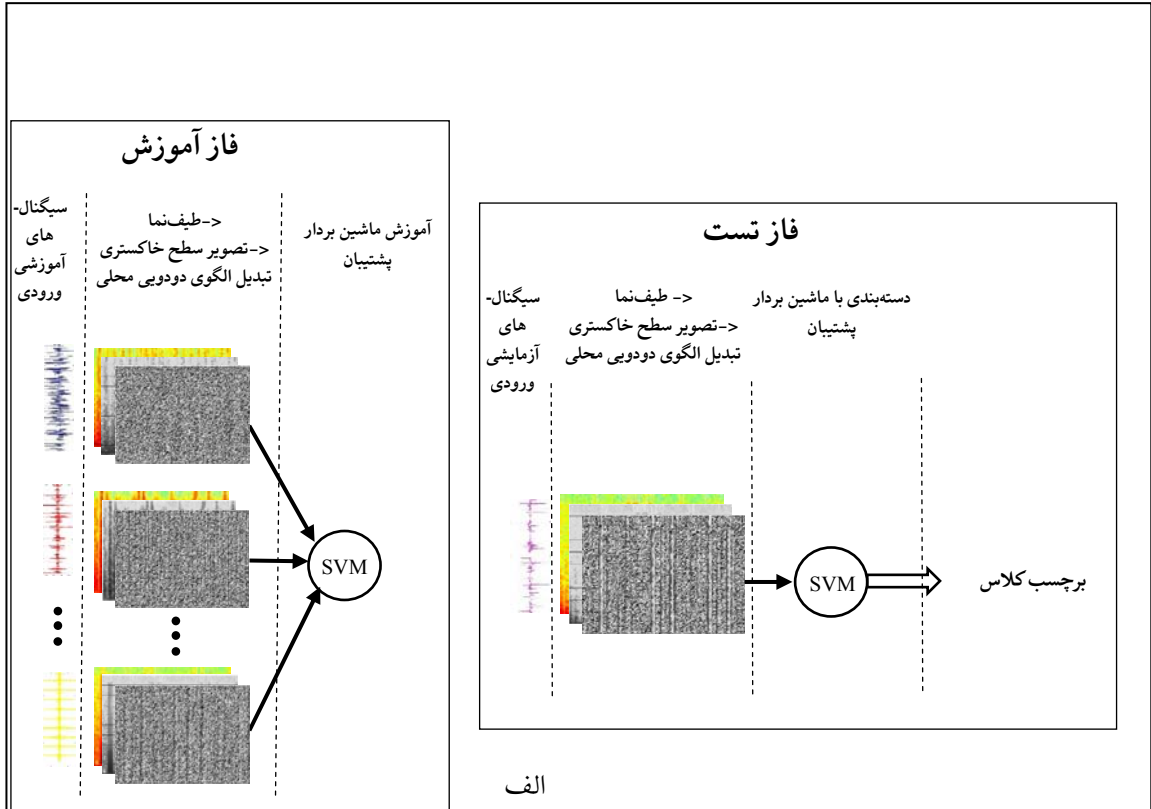 فاز آموزش
سیگنال-
های
آموزشی
ورودی
طیف‌نما<-
تصویر سطح خاکستری<-
تبدیل الگوی دودویی محلی
آموزش ماشین بردار
پشتیبان
SVM
فاز تست
سیگنال-
های
آزمایشی
ورودی
طیف‌نما <-
تصویر سطح خاکستری<-
تبدیل الگوی دودویی محلی
دسته‌بندی با ماشین بردار
پشتیبان
SVM
برچسب کلاس
الف